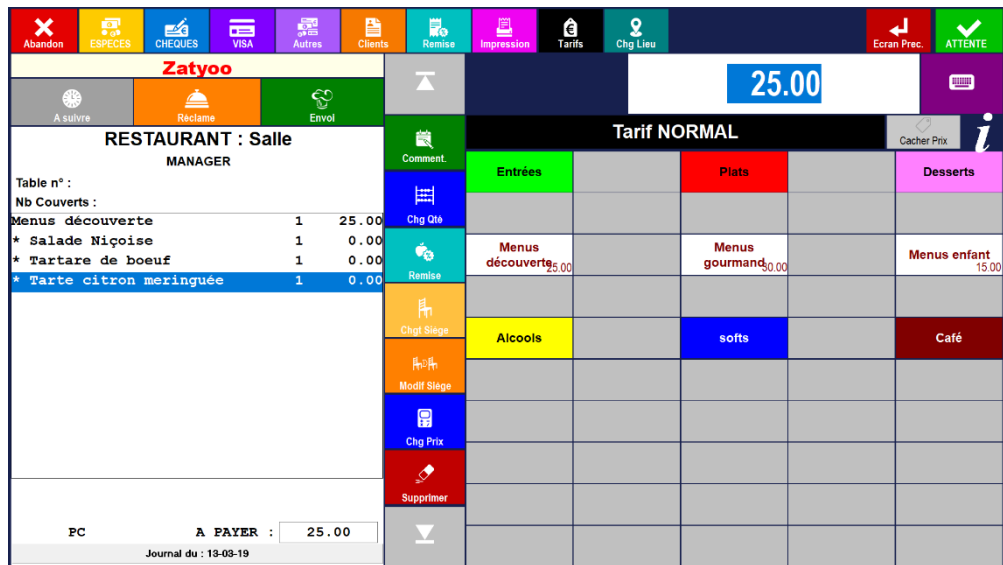 Abandon ESPECES CHEQUES VISA Autres Clients Remise Impression Tarifs Chg Lieu Ecran Prec. ATTENTE
Zatyoo
25.00
A suivre Réclame Envoi
RESTAURANT : Salle
MANAGER
Table n° :
Nb Couverts :
Menus découverte 1 25.00
* Salade Niçoise 1 0.00
* Tartare de boeuf 1 0.00
* Tarte citron meringuée 1 0.00
PC A PAYER : 25.00
Journal du : 13-03-19
Comment.
Chg Qté
Remise
Chgt Siège
Modif Siège
Chg Prix
Supprimer
Tarif NORMAL
Cacher Prix
i
Entrées Plats Desserts
Menus découverte 25.00
Menus gourmand 30.00
Menus enfant 15.00
Alcools softs Café